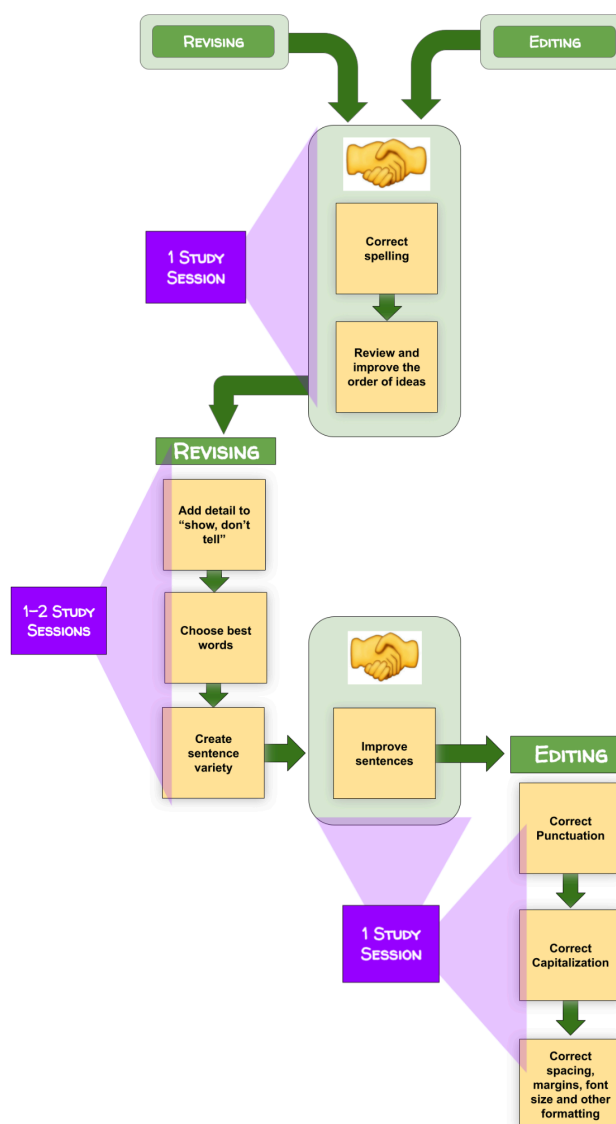 Revising
Editing
Correct
spelling
1 Study
Session
Review and
improve the
order of ideas
Revising
Add detail to
“show, don’t
tell”
1–2 Study
Sessions
Choose best
words
Create
sentence
variety
Improve
sentences
Editing
Correct
Punctuation
1 Study
Session
Correct
Capitalization
Correct
spacing,
margins, font
size and other
formatting